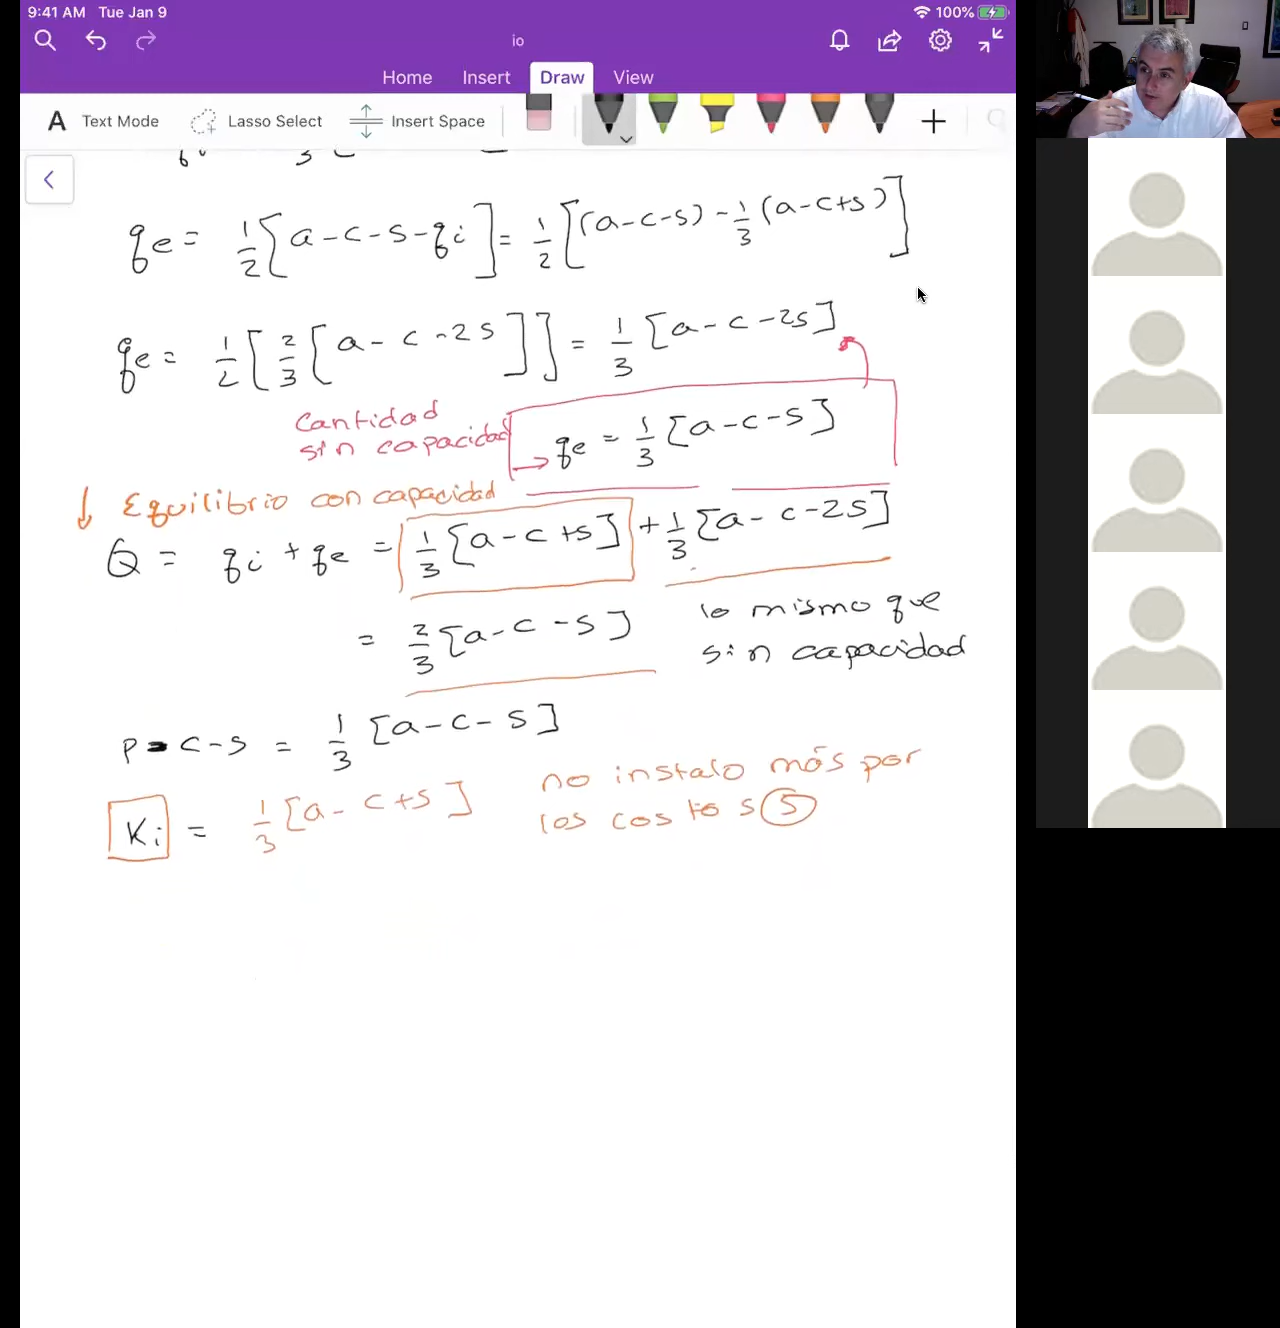 9:41 AM Tue Jan 9
100%
io
Home Insert Draw View
A Text Mode Lasso Select Insert Space
qe = 1/2 [a-c-s-qi] = 1/2 [(a-c-s) - 1/3 (a-c+s)]
qe = 1/2 [2/3 [a-c-2s]] = 1/3 [a-c-2s]
Cantidad
sin capacidad
qe = 1/3 [a-c-s]
Equilibrio con capacidad
Q = qi + qe = 1/3 [a-c+s] + 1/3 [a-c-2s]
= 2/3 [a-c-s]
lo mismo que
sin capacidad
p-c-s = 1/3 [a-c-s]
Ki = 1/3 [a-c+s]
no instalo más por
los costos s